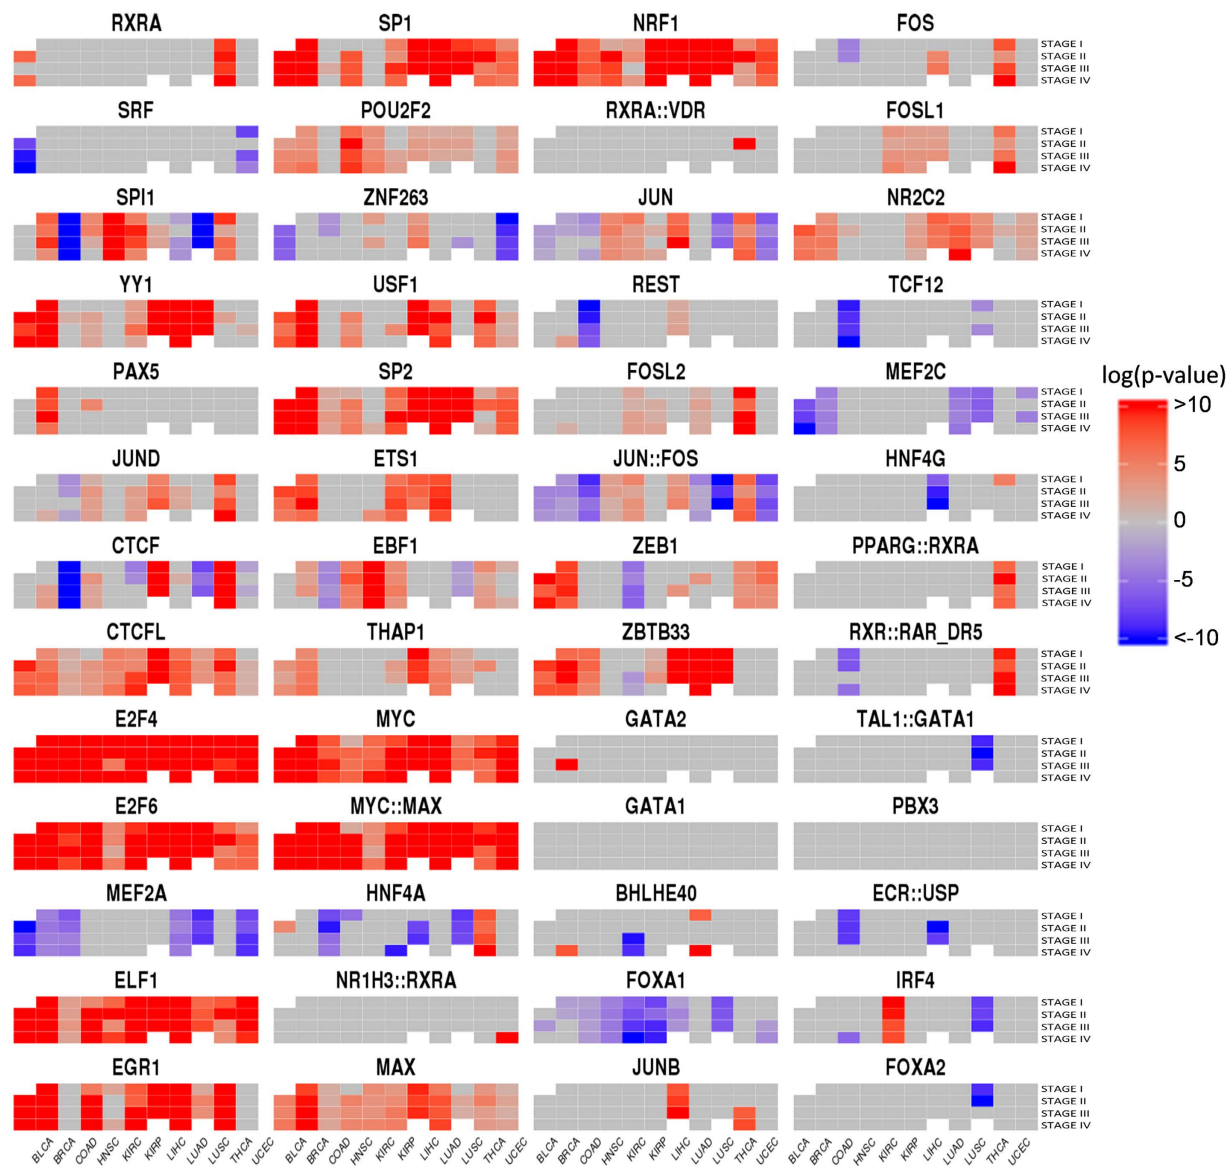 RXRA SP1 NRF1 FOS
STAGE I
STAGE II
STAGE III
STAGE IV
SRF POU2F2 RXRA::VDR FOSL1
STAGE I
STAGE II
STAGE III
STAGE IV
SPI1 ZNF263 JUN NR2C2
STAGE I
STAGE II
STAGE III
STAGE IV
YY1 USF1 REST TCF12
STAGE I
STAGE II
STAGE III
STAGE IV
PAX5 SP2 FOSL2 MEF2C
STAGE I
STAGE II
STAGE III
STAGE IV
JUND ETS1 JUN::FOS HNF4G
STAGE I
STAGE II
STAGE III
STAGE IV
CTCF EBF1 ZEB1 PPARG::RXRA
STAGE I
STAGE II
STAGE III
STAGE IV
CTCFL THAP1 ZBTB33 RXR::RAR_DR5
STAGE I
STAGE II
STAGE III
STAGE IV
E2F4 MYC GATA2 TAL1::GATA1
STAGE I
STAGE II
STAGE III
STAGE IV
E2F6 MYC::MAX GATA1 PBX3
STAGE I
STAGE II
STAGE III
STAGE IV
MEF2A HNF4A BHLHE40 ECR::USP
STAGE I
STAGE II
STAGE III
STAGE IV
ELF1 NR1H3::RXRA FOXA1 IRF4
STAGE I
STAGE II
STAGE III
STAGE IV
EGR1 MAX JUNB FOXA2
STAGE I
STAGE II
STAGE III
STAGE IV
BLCA BRCA COAD HNSC KIRC KIRP LIHC LUAD LUSC THCA UCEC BLCA BRCA COAD HNSC KIRC KIRP LIHC LUAD LUSC THCA UCEC BLCA BRCA COAD HNSC KIRC KIRP LIHC LUAD LUSC THCA UCEC BLCA BRCA COAD HNSC KIRC KIRP LIHC LUAD LUSC THCA UCEC
log(p-value)
>10
5
0
-5
<-10